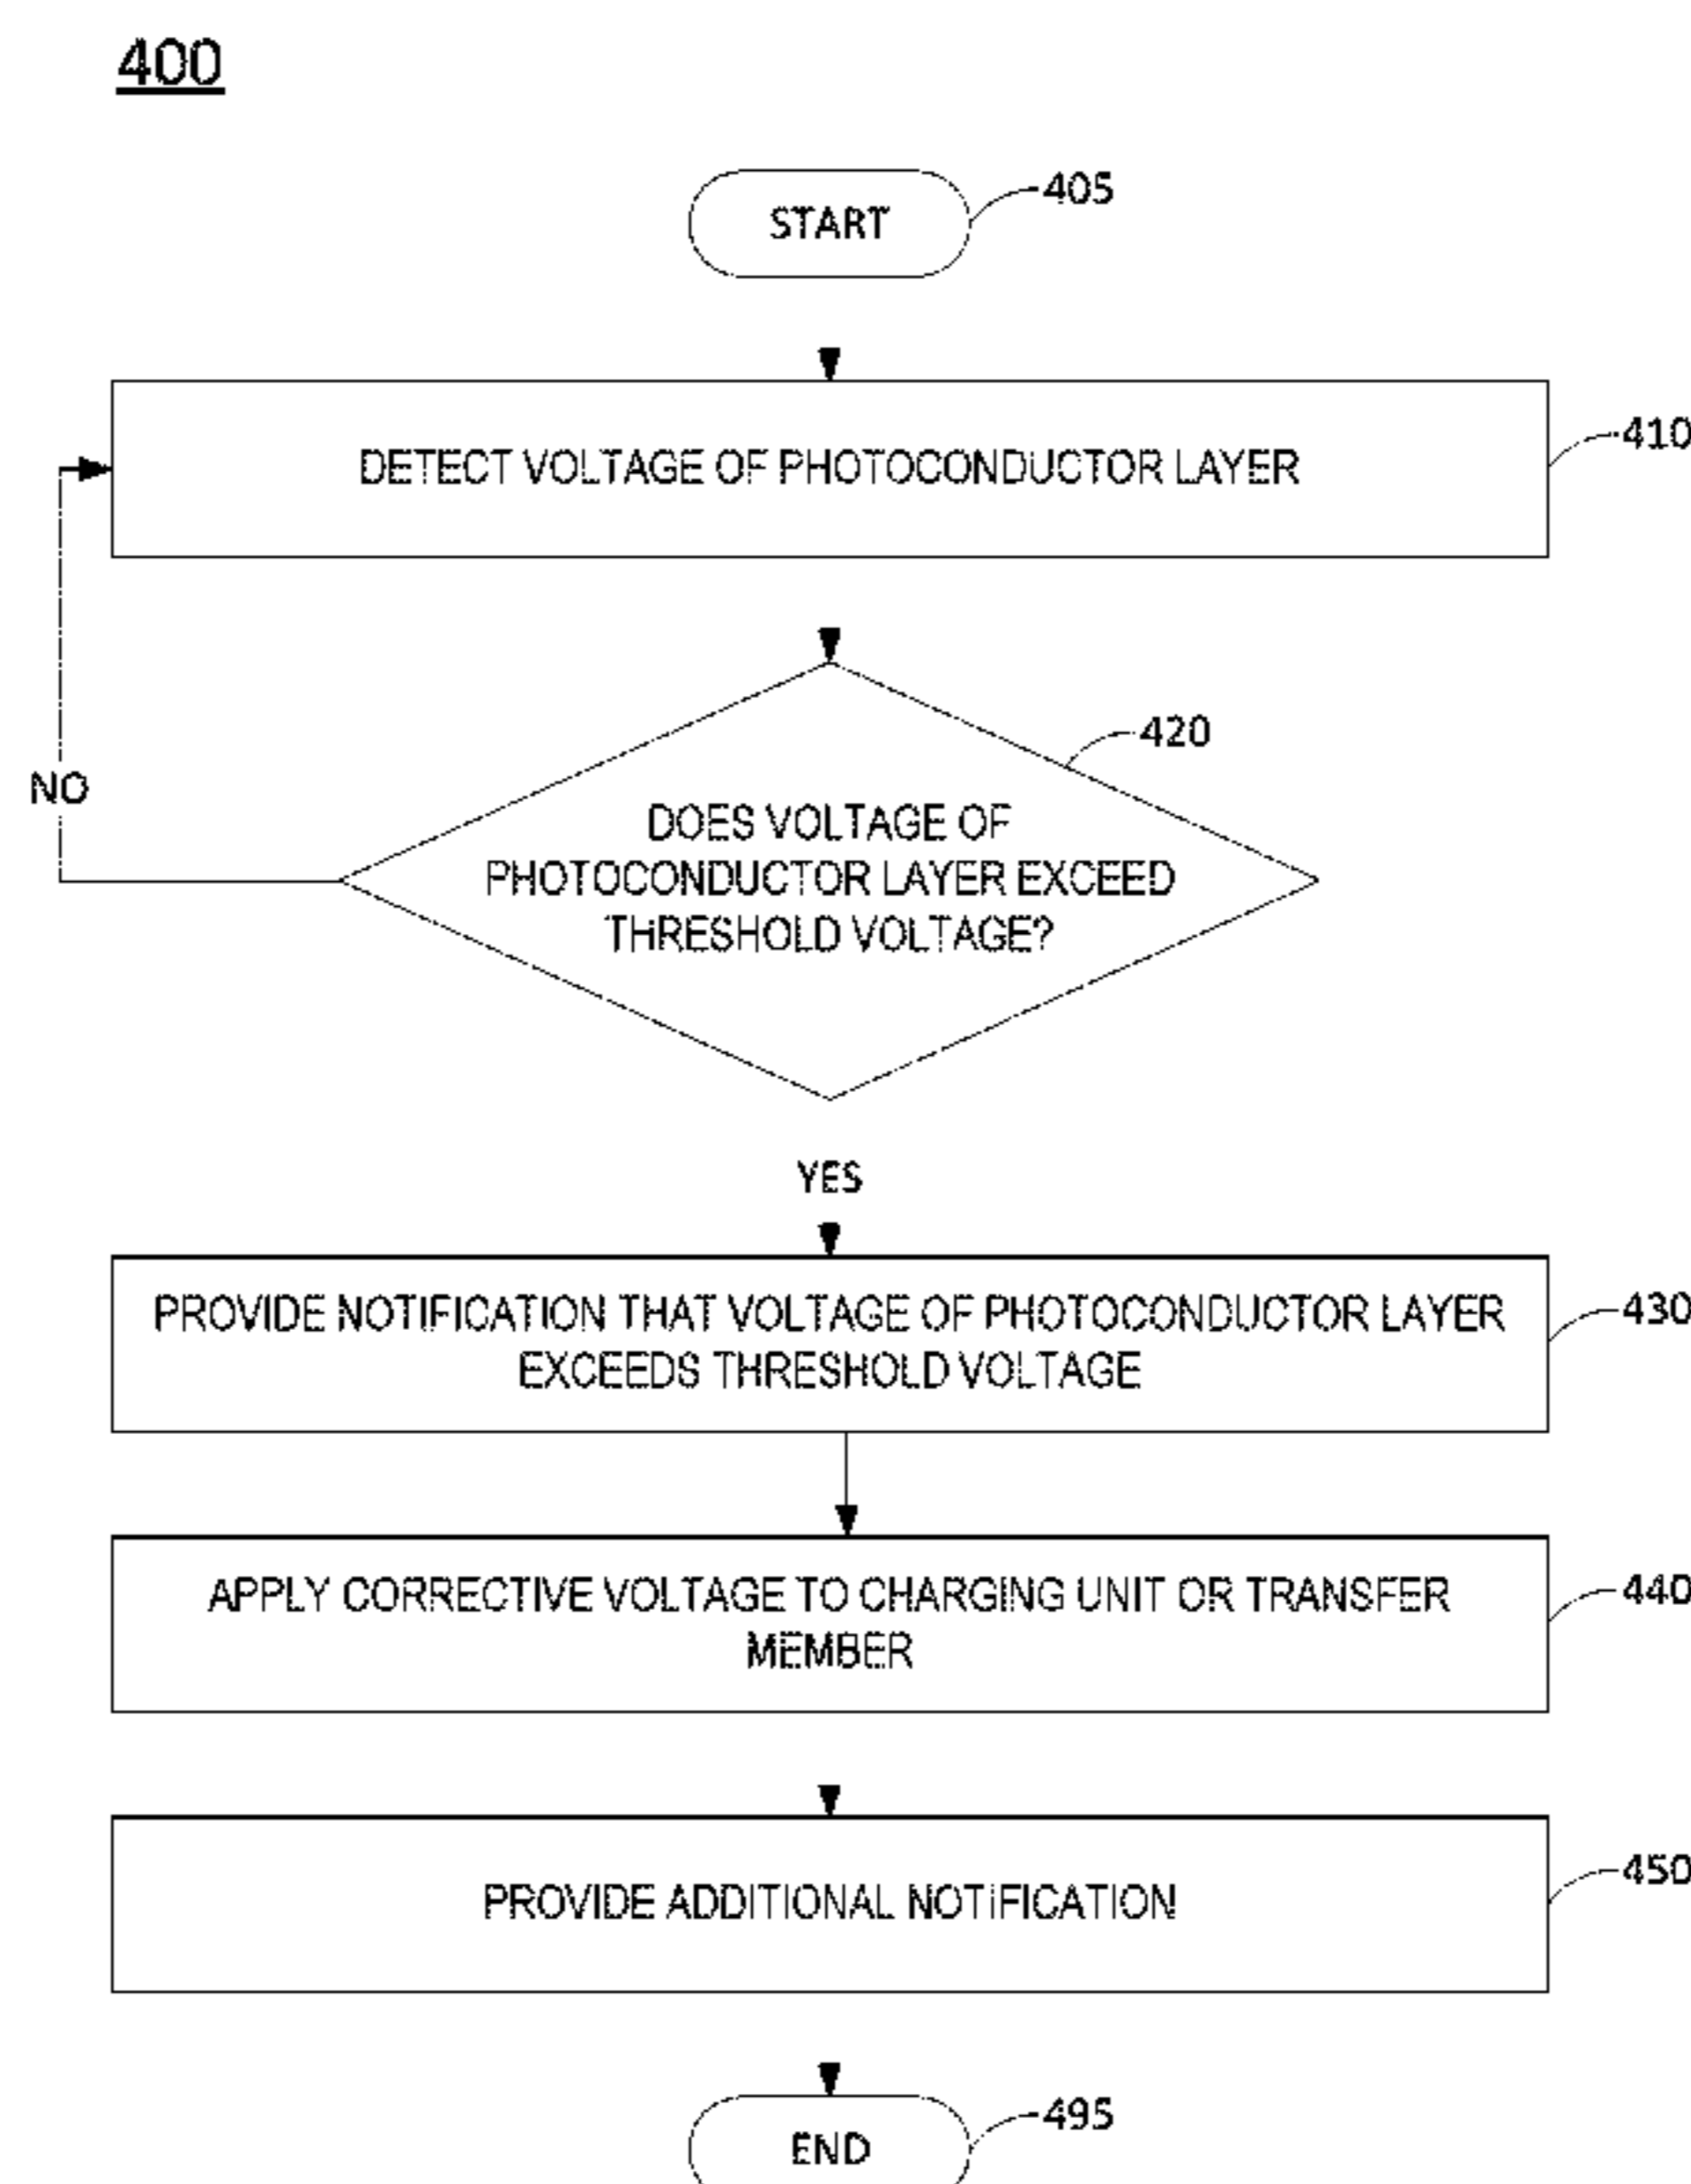 400
START
405
DETECT VOLTAGE OF PHOTOCONDUCTOR LAYER
410
420
NO
DOES VOLTAGE OF
PHOTOCONDUCTOR LAYER EXCEED
THRESHOLD VOLTAGE?
YES
PROVIDE NOTIFICATION THAT VOLTAGE OF PHOTOCONDUCTOR LAYER
EXCEEDS THRESHOLD VOLTAGE
430
APPLY CORRECTIVE VOLTAGE TO CHARGING UNIT OR TRANSFER
MEMBER
440
PROVIDE ADDITIONAL NOTIFICATION
450
END
495